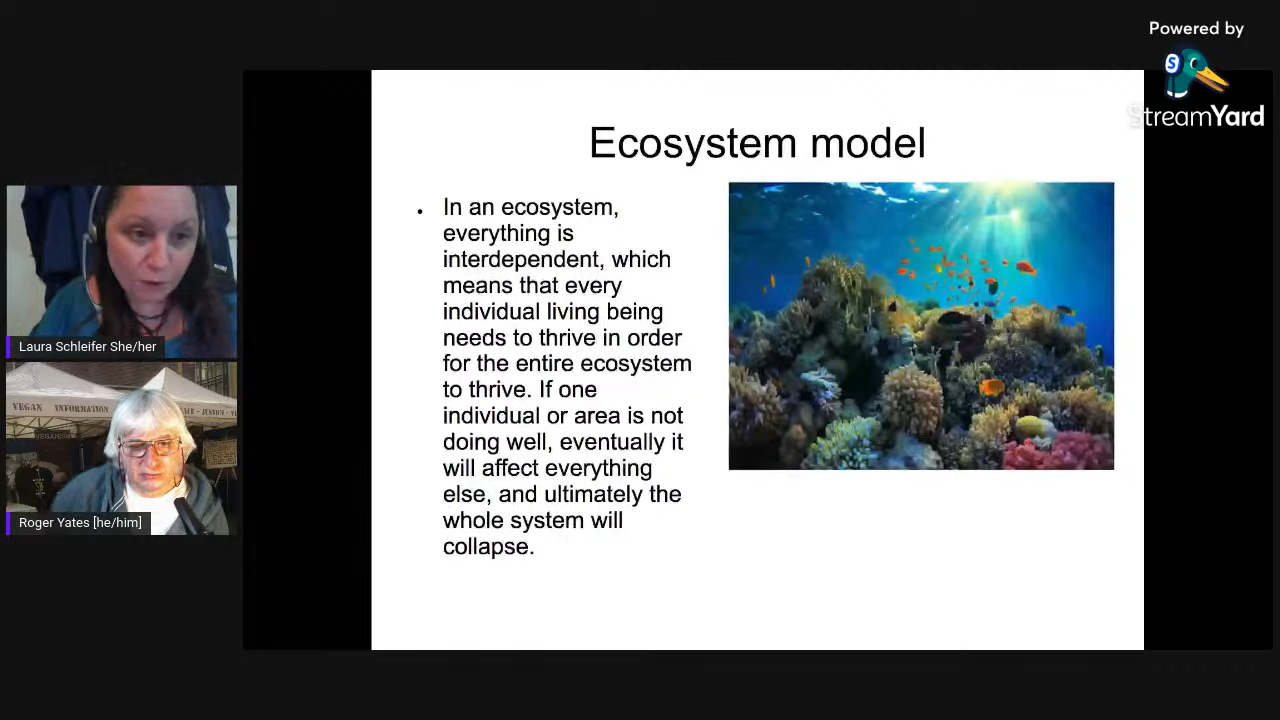 Powered by
StreamYard
Ecosystem model
• In an ecosystem,
everything is
interdependent, which
means that every
individual living being
needs to thrive in order
for the entire ecosystem
to thrive. If one
individual or area is not
doing well, eventually it
will affect everything
else, and ultimately the
whole system will
collapse.
Laura Schleifer She/her
VEGAN INFORMATION
Roger Yates [he/him]